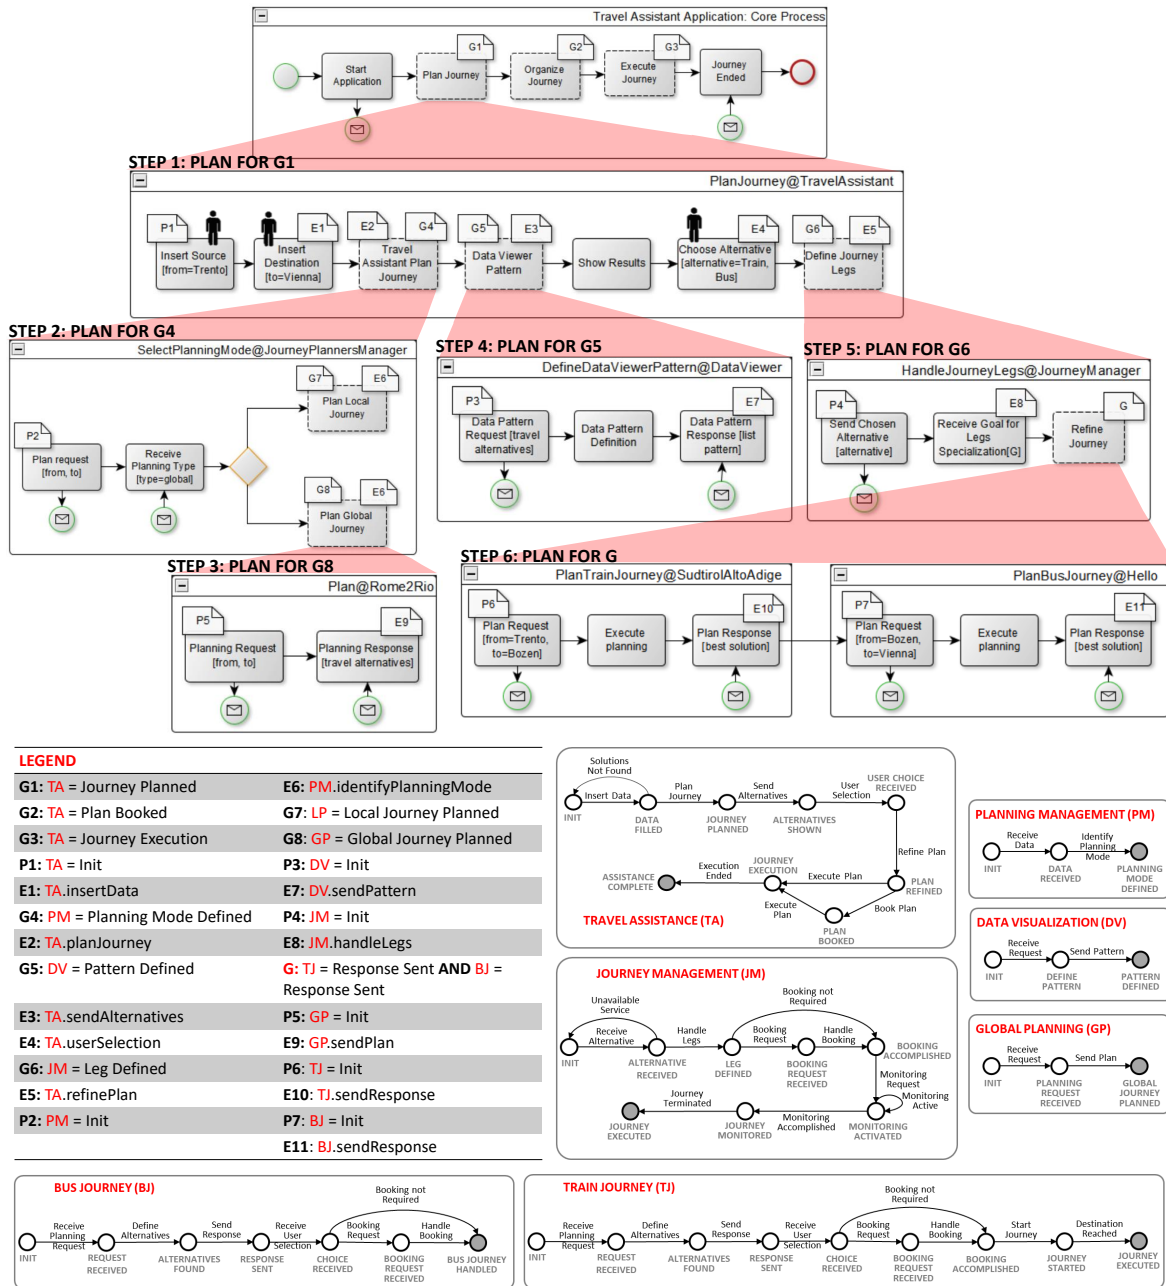 Travel Assistant Application: Core Process
G1
G2
G3
Start
Application
Plan Journey
Organize
Journey
Execute
Journey
Journey
Ended
STEP 1: PLAN FOR G1
PlanJourney@TravelAssistant
P1
E1
E2
G4
G5
E3
E4
G6
E5
Insert Source
[from=Trento]
Insert
Destination
[to=Vienna]
Travel
Assistant Plan
Journey
Data Viewer
Pattern
Show Results
Choose Alternative
[alternative=Train,
Bus]
Define Journey
Legs
STEP 2: PLAN FOR G4
SelectPlanningMode@JourneyPlannersManager
G7
E6
Plan Local
Journey
P2
Plan request
[from, to]
Receive
Planning Type
[type=global]
G8
E6
Plan Global
Journey
STEP 4: PLAN FOR G5
DefineDataViewerPattern@DataViewer
P3
E7
Data Pattern
Request [travel
alternatives]
Data Pattern
Definition
Data Pattern
Response [list
pattern]
STEP 5: PLAN FOR G6
HandleJourneyLegs@JourneyManager
P4
E8
G
Send Chosen
Alternative
[alternative]
Receive Goal for
Legs
Specialization[G]
Refine
Journey
STEP 3: PLAN FOR G8
Plan@Rome2Rio
P5
E9
Planning Request
[from, to]
Planning Response
[travel alternatives]
STEP 6: PLAN FOR G
PlanTrainJourney@SudtirolAltoAdige
P6
E10
Plan Request
[from=Trento,
to=Bozen]
Execute
planning
Plan Response
[best solution]
PlanBusJourney@Hello
P7
E11
Plan Request
[from=Bozen,
to=Vienna]
Execute
planning
Plan Response
[best solution]
LEGEND
G1: TA = Journey Planned
E6: PM.identifyPlanningMode
G2: TA = Plan Booked
G7: LP = Local Journey Planned
G3: TA = Journey Execution
G8: GP = Global Journey Planned
P1: TA = Init
P3: DV = Init
E1: TA.insertData
E7: DV.sendPattern
G4: PM = Planning Mode Defined
P4: JM = Init
E2: TA.planJourney
E8: JM.handleLegs
G5: DV = Pattern Defined
G: TJ = Response Sent AND BJ =
Response Sent
E3: TA.sendAlternatives
P5: GP = Init
E4: TA.userSelection
E9: GP.sendPlan
G6: JM = Leg Defined
P6: TJ = Init
E5: TA.refinePlan
E10: TJ.sendResponse
P2: PM = Init
P7: BJ = Init
E11: BJ.sendResponse
Solutions
Not Found
Insert Data
Plan
Journey
Send
Alternatives
User
Selection
USER CHOICE
RECEIVED
INIT
DATA
FILLED
JOURNEY
PLANNED
ALTERNATIVES
SHOWN
Refine Plan
ASSISTANCE
COMPLETE
Execution
Ended
JOURNEY
EXECUTION
Execute Plan
PLAN
REFINED
Execute
Plan
Book Plan
PLAN
BOOKED
TRAVEL ASSISTANCE (TA)
PLANNING MANAGEMENT (PM)
Receive
Data
Identify
Planning
Mode
INIT
DATA
RECEIVED
PLANNING
MODE
DEFINED
DATA VISUALIZATION (DV)
Receive
Request
Send Pattern
INIT
DEFINE
PATTERN
PATTERN
DEFINED
JOURNEY MANAGEMENT (JM)
Unavailable
Service
Booking not
Required
Receive
Alternative
Handle
Legs
Booking
Request
Handle
Booking
INIT
ALTERNATIVE
RECEIVED
LEG
DEFINED
BOOKING
REQUEST
RECEIVED
BOOKING
ACCOMPLISHED
Monitoring
Request
Monitoring
Active
Journey
Terminated
Monitoring
Accomplished
JOURNEY
EXECUTED
JOURNEY
MONITORED
MONITORING
ACTIVATED
GLOBAL PLANNING (GP)
Receive
Request
Send Plan
INIT
PLANNING
REQUEST
RECEIVED
GLOBAL
JOURNEY
PLANNED
BUS JOURNEY (BJ)
Booking not
Required
Receive
Planning
Request
Define
Alternatives
Send
Response
Receive
User
Selection
Booking
Request
Handle
Booking
INIT
REQUEST
RECEIVED
ALTERNATIVES
FOUND
RESPONSE
SENT
CHOICE
RECEIVED
BOOKING
REQUEST
RECEIVED
BUS JOURNEY
HANDLED
TRAIN JOURNEY (TJ)
Booking not
Required
Receive
Planning
Request
Define
Alternatives
Send
Response
Receive
User
Selection
Booking
Request
Handle
Booking
Start
Journey
Destination
Reached
INIT
REQUEST
RECEIVED
ALTERNATIVES
FOUND
RESPONSE
SENT
CHOICE
RECEIVED
BOOKING
REQUEST
RECEIVED
BOOKING
ACCOMPLISHED
JOURNEY
STARTED
JOURNEY
EXECUTED